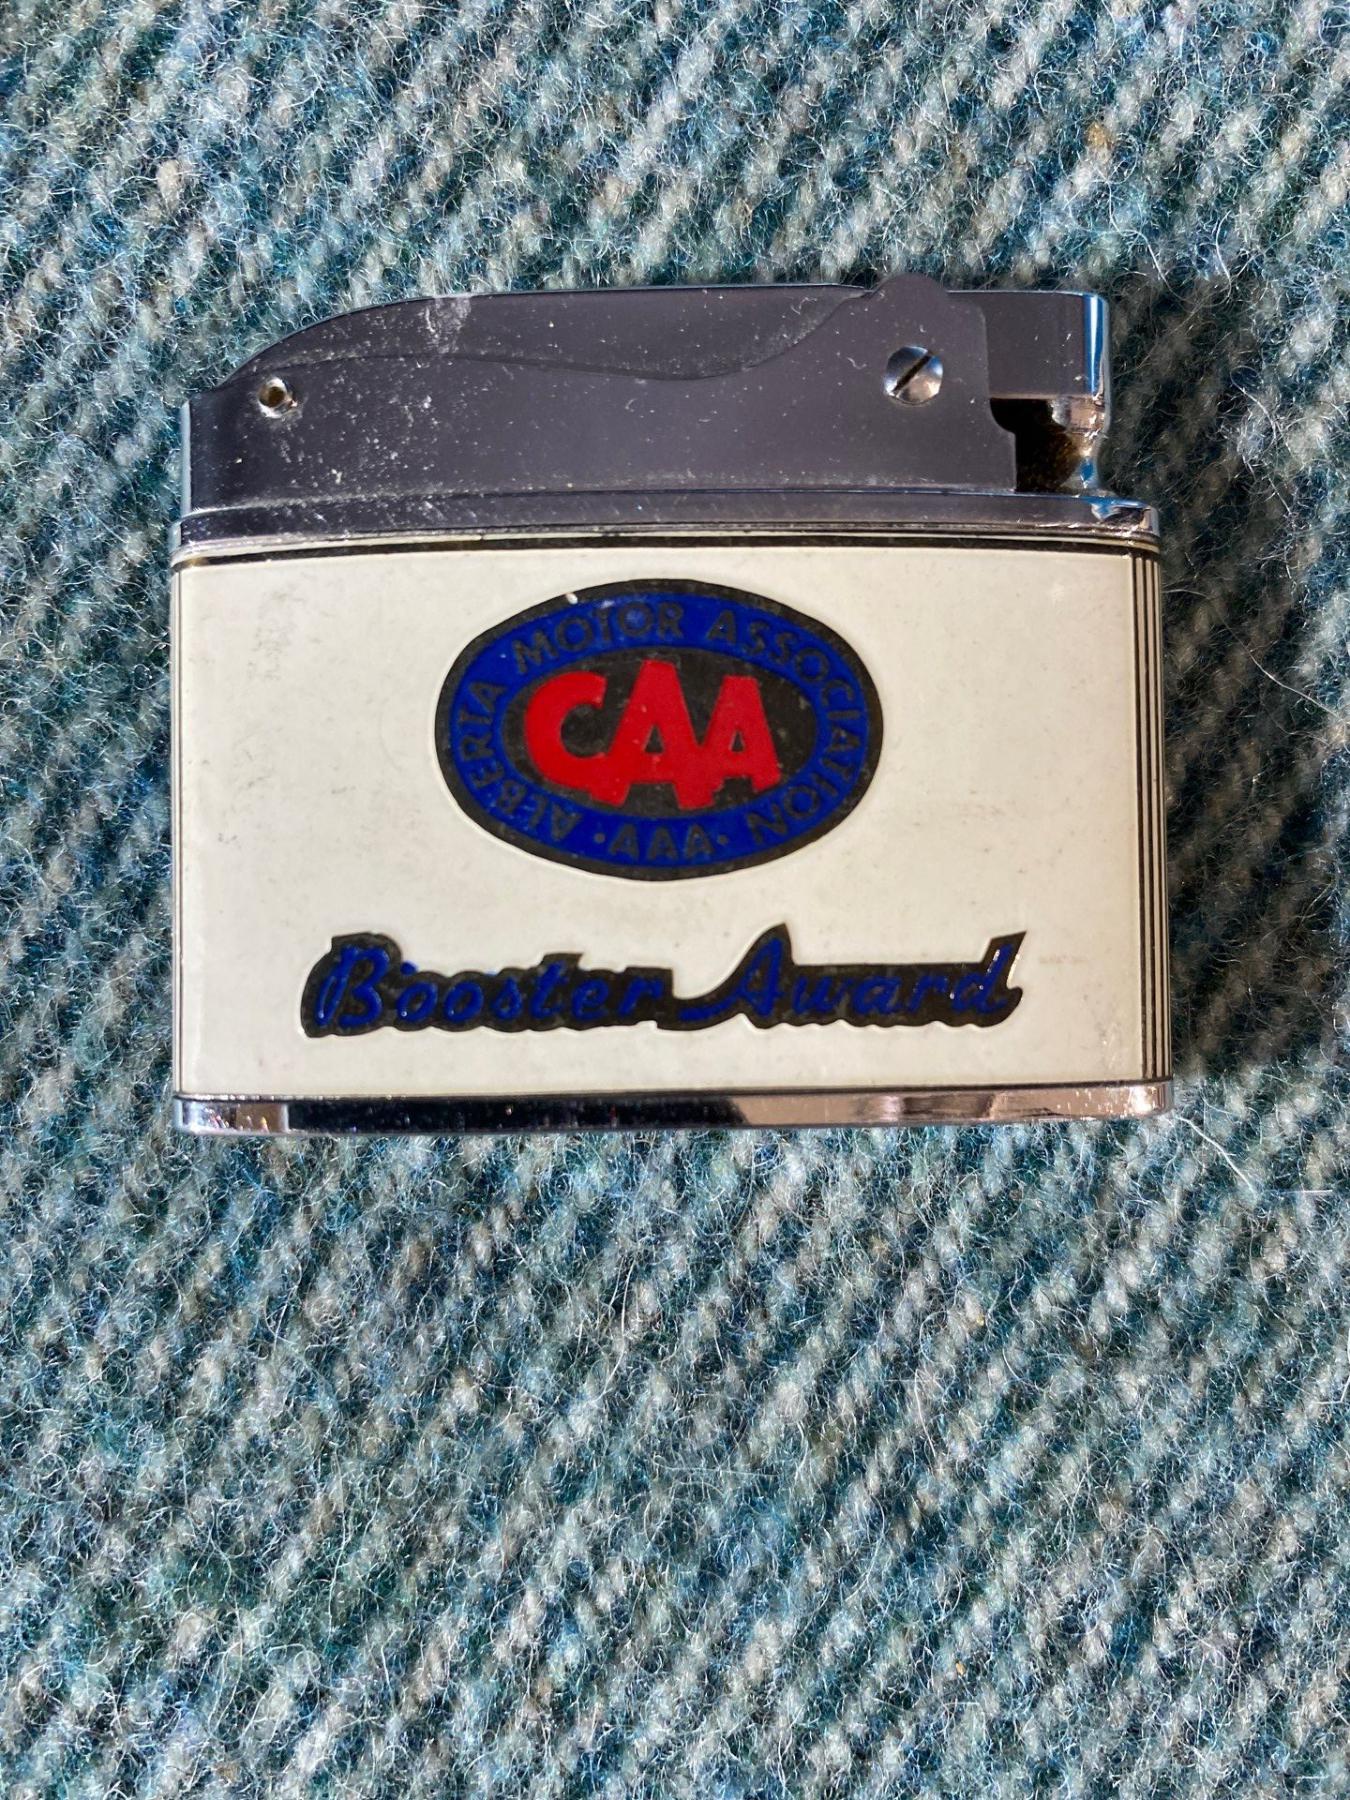 ALBERTA MOTOR ASSOCIATION
CAA
· AAA ·
Booster Award